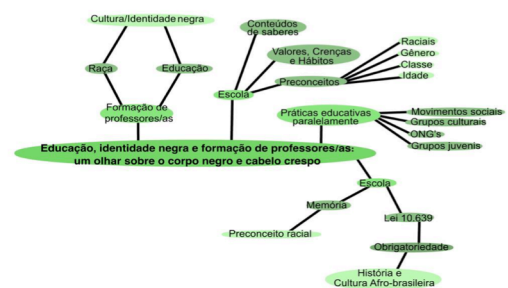 Cultura/Identidade negra
Raça
Educação
Formação de
professores/as
Conteúdos
de saberes
Valores, Crenças
e Hábitos
Escola
Preconceitos
Raciais
Gênero
Classe
Idade
Práticas educativas
paralelamente
Movimentos sociais
Grupos culturais
ONG's
Grupos juvenis
Educação, identidade negra e formação de professores/as:
um olhar sobre o corpo negro e cabelo crespo
Escola
Memória
Preconceito racial
Lei 10.639
Obrigatoriedade
História e
Cultura Afro-brasileira